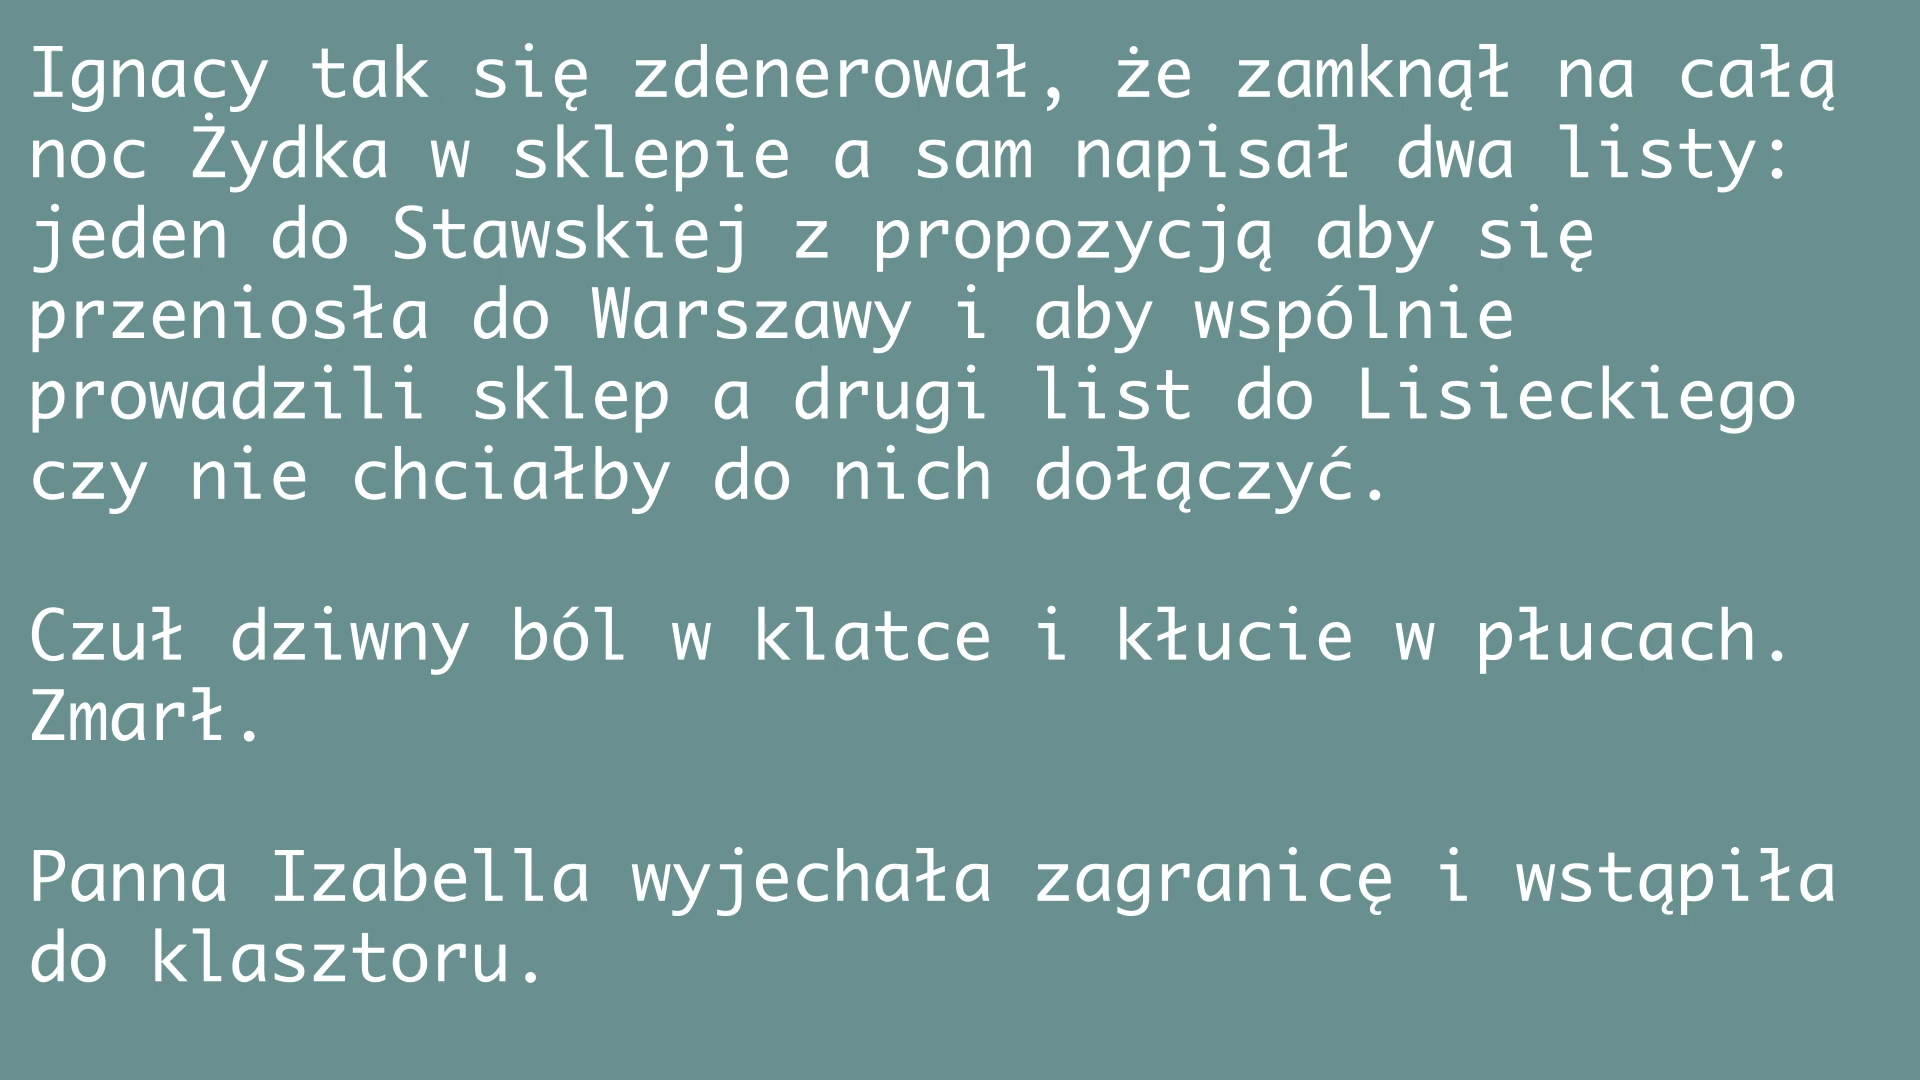 Ignacy tak się zdenerował, że zamknął na całą
noc Żydka w sklepie a sam napisał dwa listy:
jeden do Stawskiej z propozycją aby się
przeniosła do Warszawy i aby wspólnie
prowadzili sklep a drugi list do Lisieckiego
czy nie chciałby do nich dołączyć.

Czuł dziwny ból w klatce i kłucie w płucach.
Zmarł.

Panna Izabella wyjechała zagranicę i wstąpiła
do klasztoru.